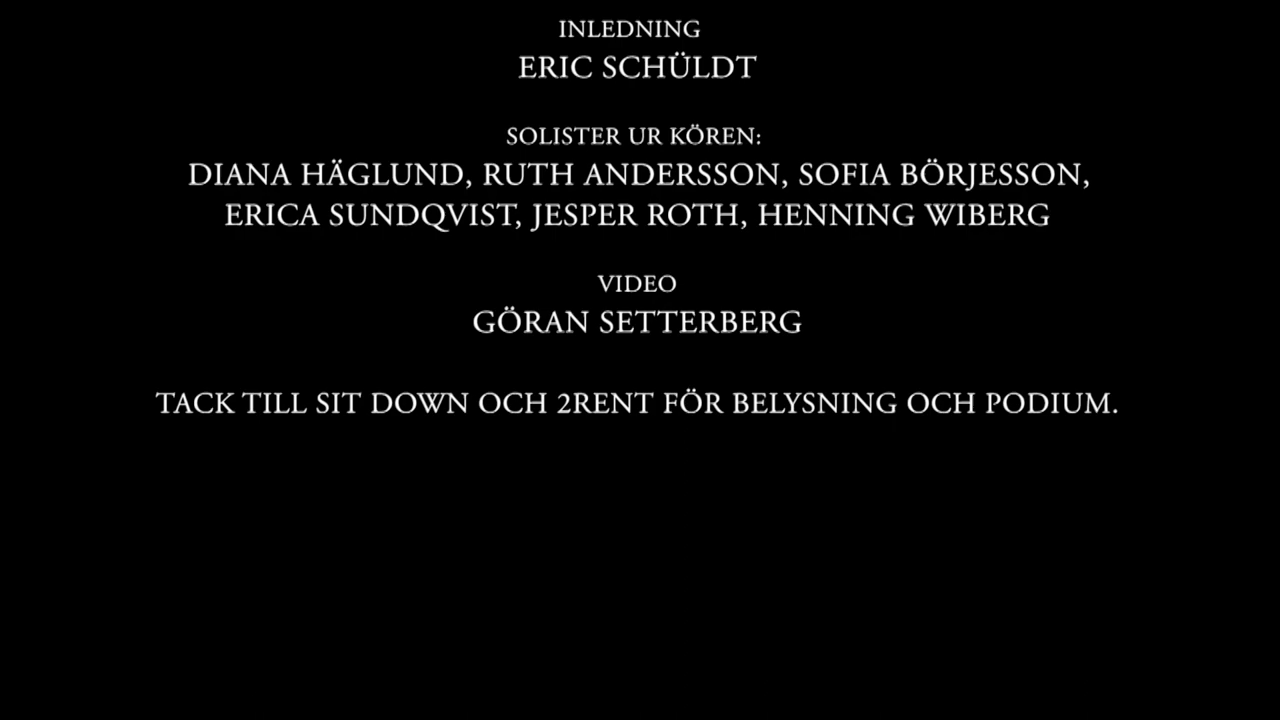 INLEDNING
ERIC SCHÜLDT
SOLISTER UR KÖREN:
DIANA HÄGLUND, RUTH ANDERSSON, SOFIA BÖRJESSON,
ERICA SUNDQVIST, JESPER ROTH, HENNING WIBERG
VIDEO
GÖRAN SETTERBERG
TACK TILL SIT DOWN OCH 2RENT FÖR BELYSNING OCH PODIUM.